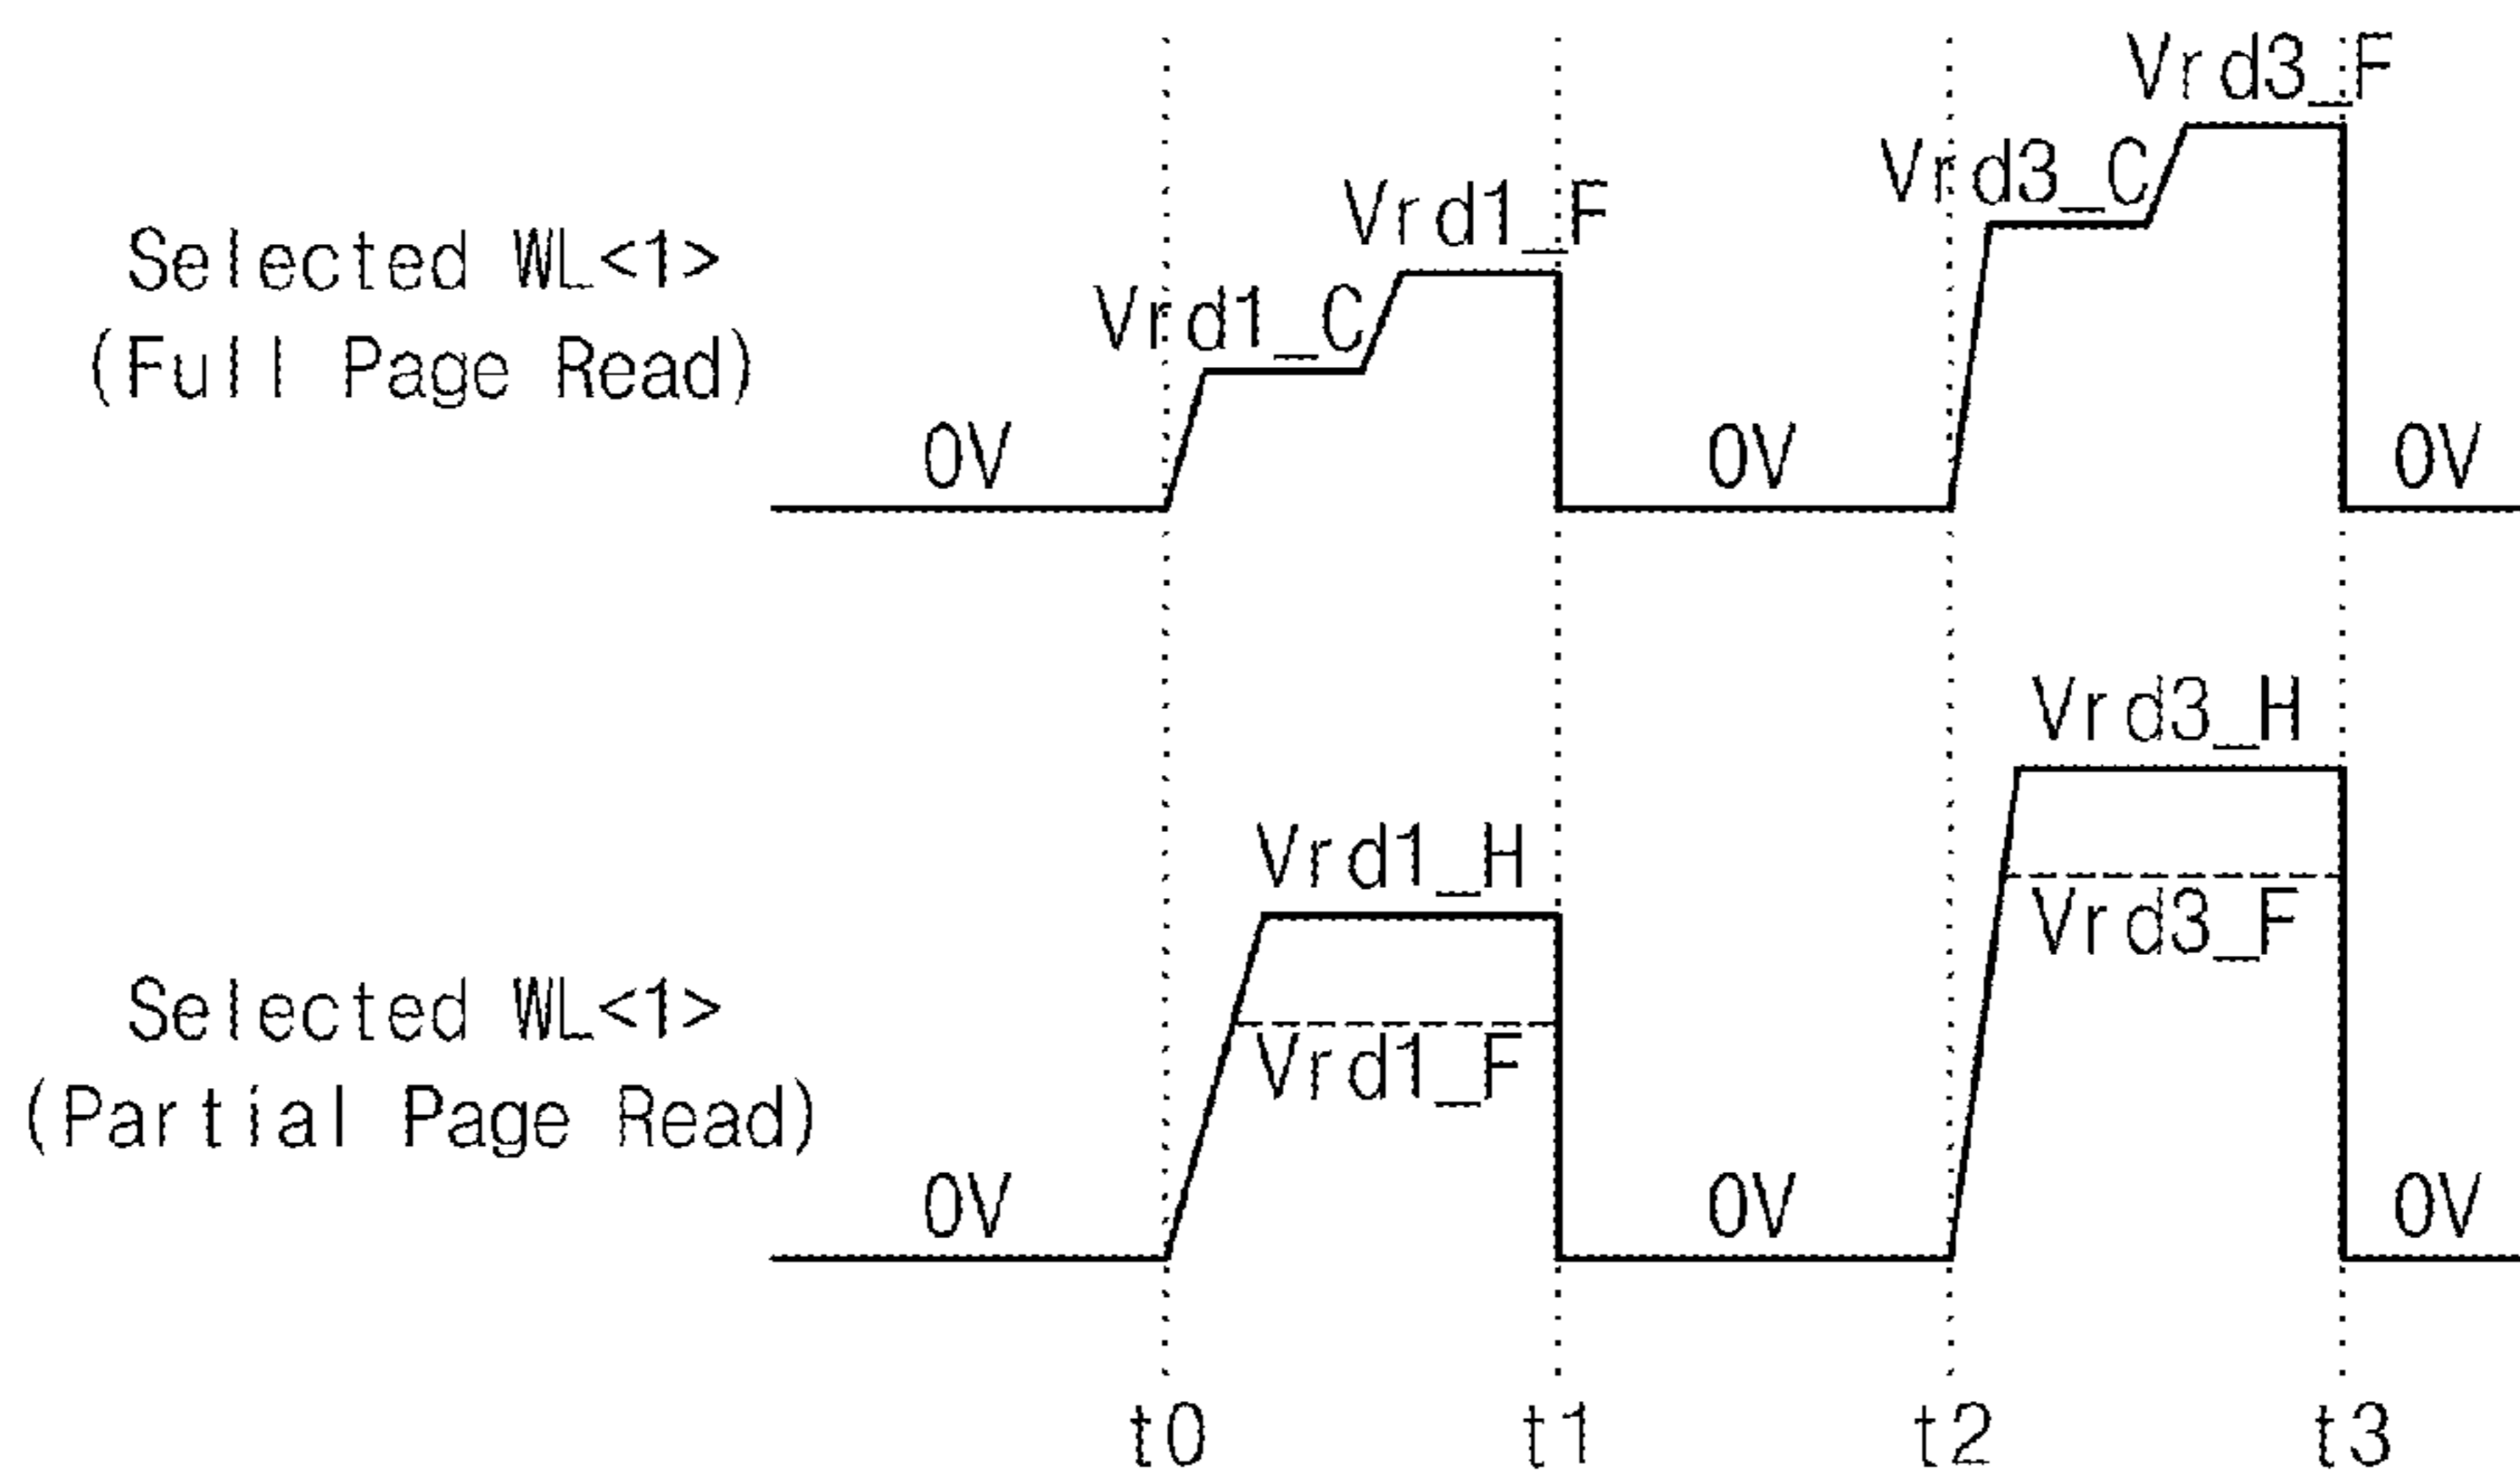 Vrd3_F
Vrd3_C
Vrd1_F
Vrd1_C
Selected WL<1>
(Full Page Read)
0V
0V
0V
Vrd3_H
Vrd3_F
Vrd1_H
Vrd1_F
Selected WL<1>
(Partial Page Read)
0V
0V
0V
t0
t1
t2
t3